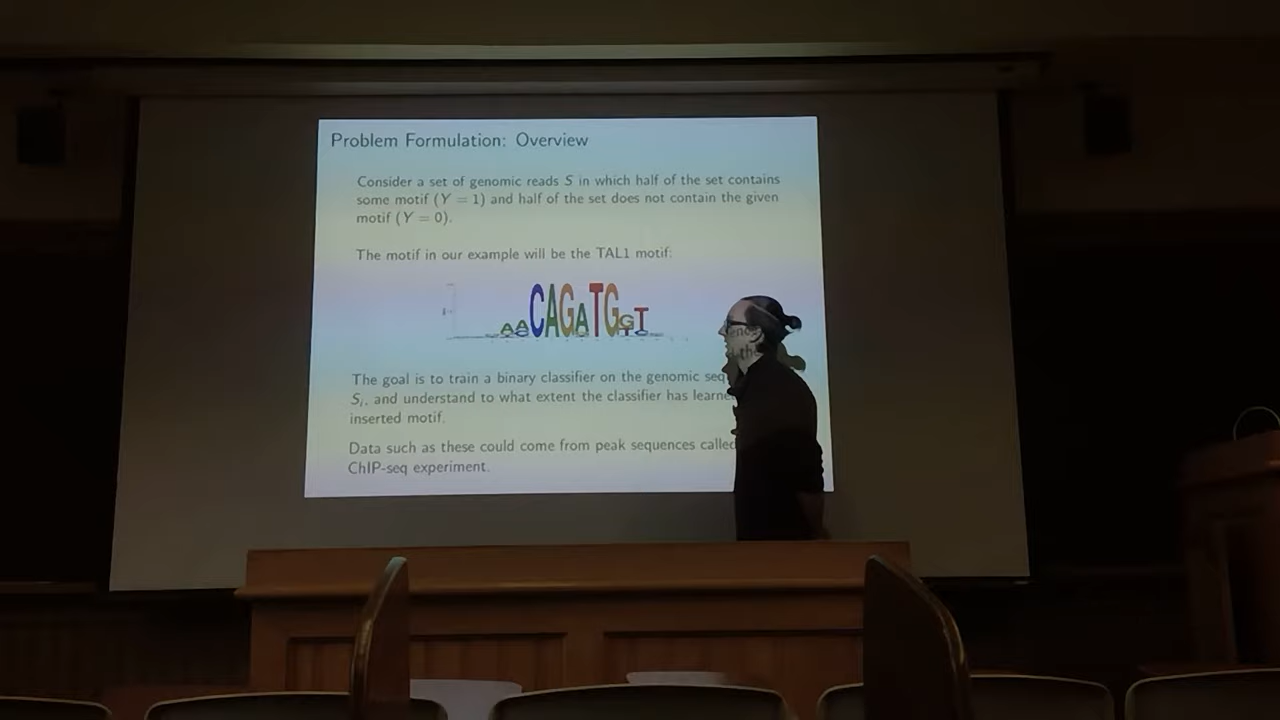 Problem Formulation: Overview
Consider a set of genomic reads S in which half of the set contains
some motif (Y = 1) and half of the set does not contain the given
motif (Y = 0).
The motif in our example will be the TAL1 motif:
AACAGATGGT
The goal is to train a binary classifier on the genomic
Sᵢ, and understand to what extent the classifier has
inserted motif.
Data such as these could come from peak sequences called
ChIP-seq experiment.